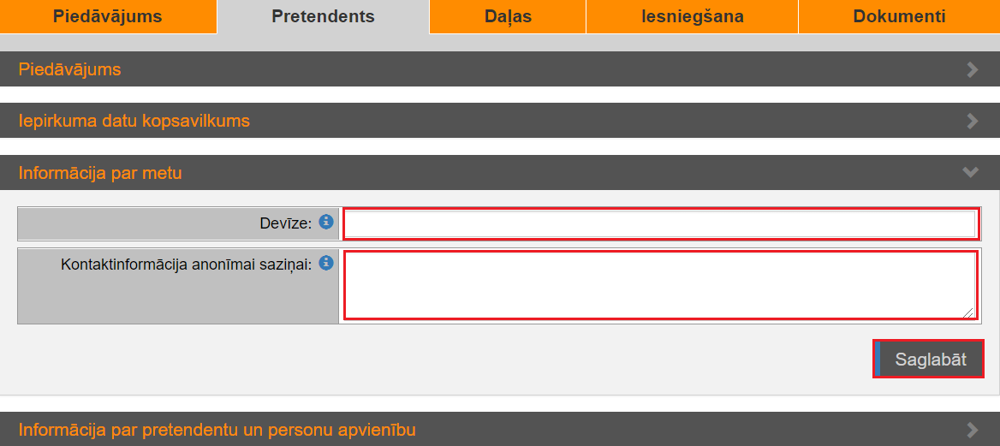 Piedāvājums Pretendents Daļas Iesniegšana Dokumenti
Piedāvājums
Iepirkuma datu kopsavilkums
Informācija par metu
Devīze:
Kontaktinformācija anonīmai saziņai:
Saglabāt
Informācija par pretendentu un personu apvienību